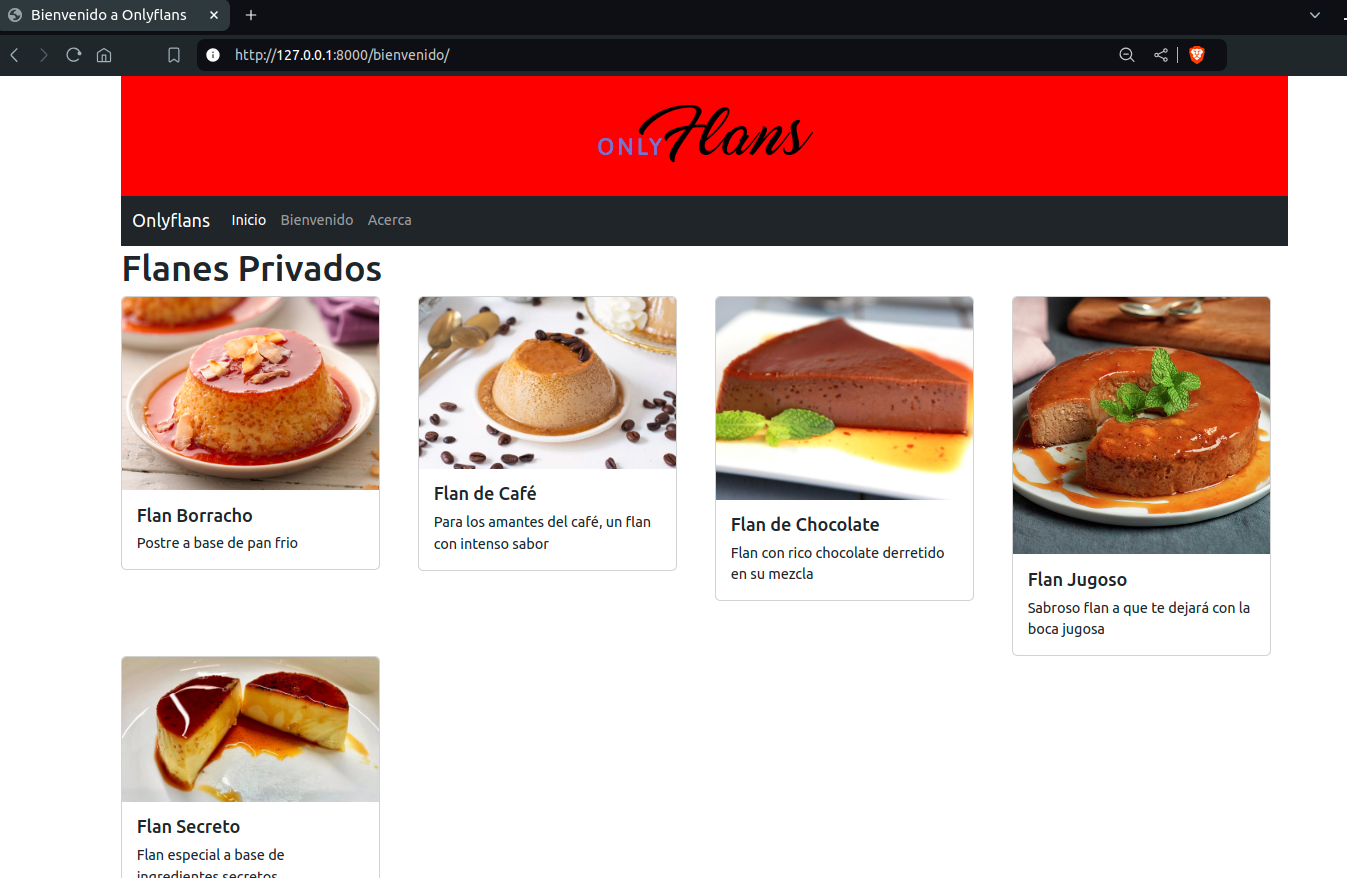 Bienvenido a Onlyflans
http://127.0.0.1:8000/bienvenido/
ONLY Flans
Onlyflans Inicio Bienvenido Acerca
Flanes Privados
Flan Borracho
Postre a base de pan frio
Flan de Café
Para los amantes del café, un flan
con intenso sabor
Flan de Chocolate
Flan con rico chocolate derretido
en su mezcla
Flan Jugoso
Sabroso flan a que te dejará con la
boca jugosa
Flan Secreto
Flan especial a base de
ingredientes secretos